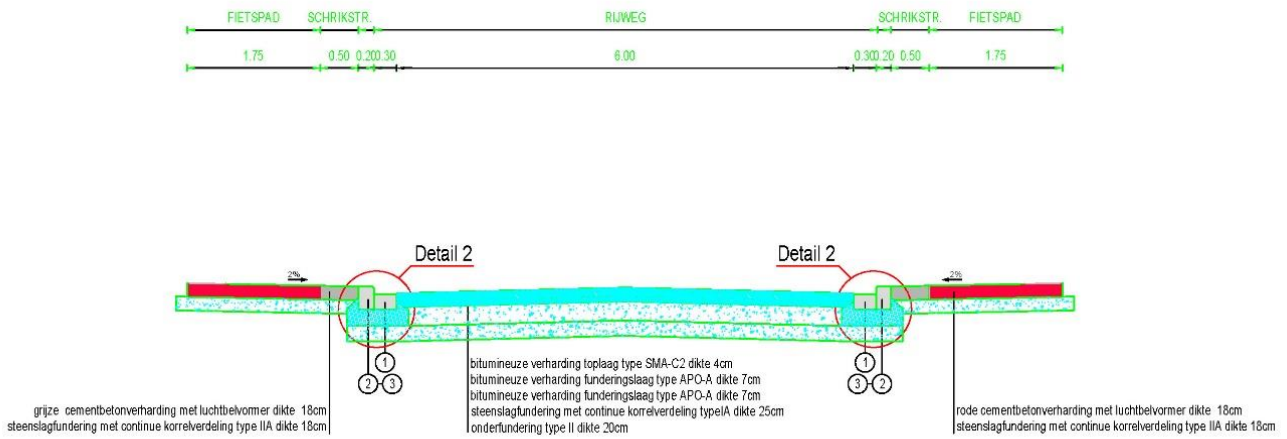 FIETSPAD SCHRIKSTR. RIJWEG SCHRIKSTR. FIETSPAD
1.75 0.50 0.20 0.30 6.00 0.30 0.20 0.50 1.75
Detail 2 Detail 2
2% 2%
1 1
2 3 3 2
bitumineuze verharding toplaag type SMA-C2 dikte 4cm
bitumineuze verharding funderingslaag type APO-A dikte 7cm
bitumineuze verharding funderingslaag type APO-A dikte 7cm
steenslagfundering met continue korrelverdeling typeIA dikte 25cm
onderfundering type II dikte 20cm
grijze cementbetonverharding met luchtbelvormer dikte 18cm
steenslagfundering met continue korrelverdeling type IIA dikte 18cm
rode cementbetonverharding met luchtbelvormer dikte 18cm
steenslagfundering met continue korrelverdeling type IIA dikte 18cm